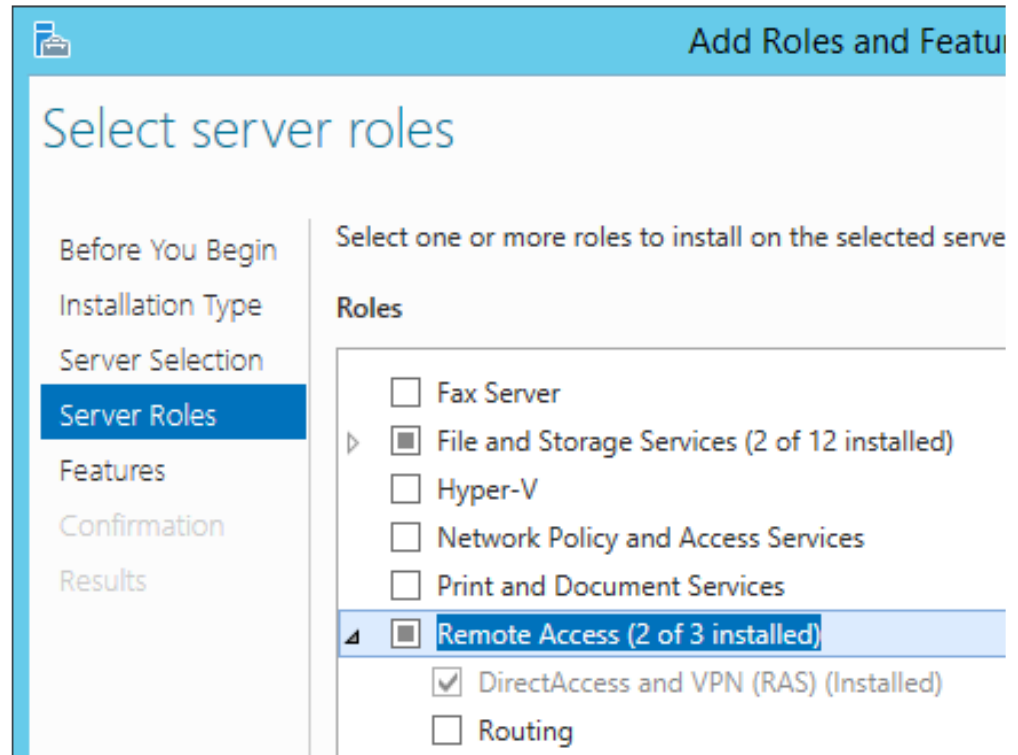 Add Roles and Featu
Select server roles
Before You Begin
Installation Type
Server Selection
Server Roles
Features
Confirmation
Results
Select one or more roles to install on the selected serve
Roles
Fax Server
File and Storage Services (2 of 12 installed)
Hyper-V
Network Policy and Access Services
Print and Document Services
Remote Access (2 of 3 installed)
DirectAccess and VPN (RAS) (Installed)
Routing